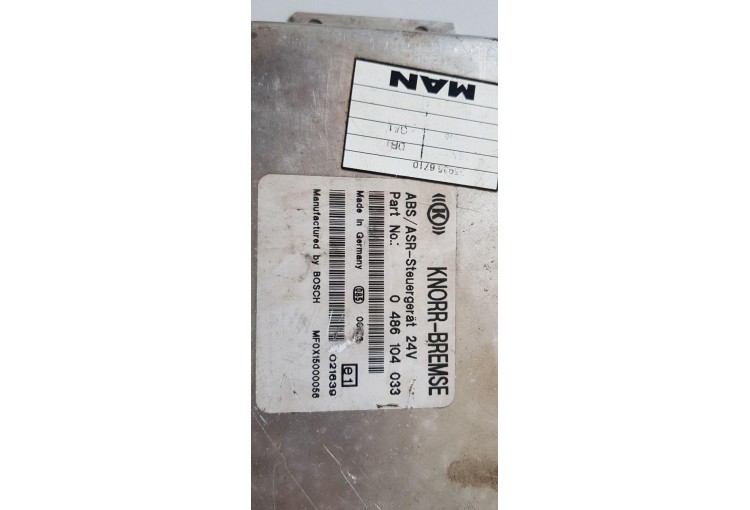 MAN
KNORR-BREMSE
ABS/ASR-Steuergerät 24V
Part No.: 0 486 104 033
Made in Germany
e1
021639
Manufactured by BOSCH MF0X15000056